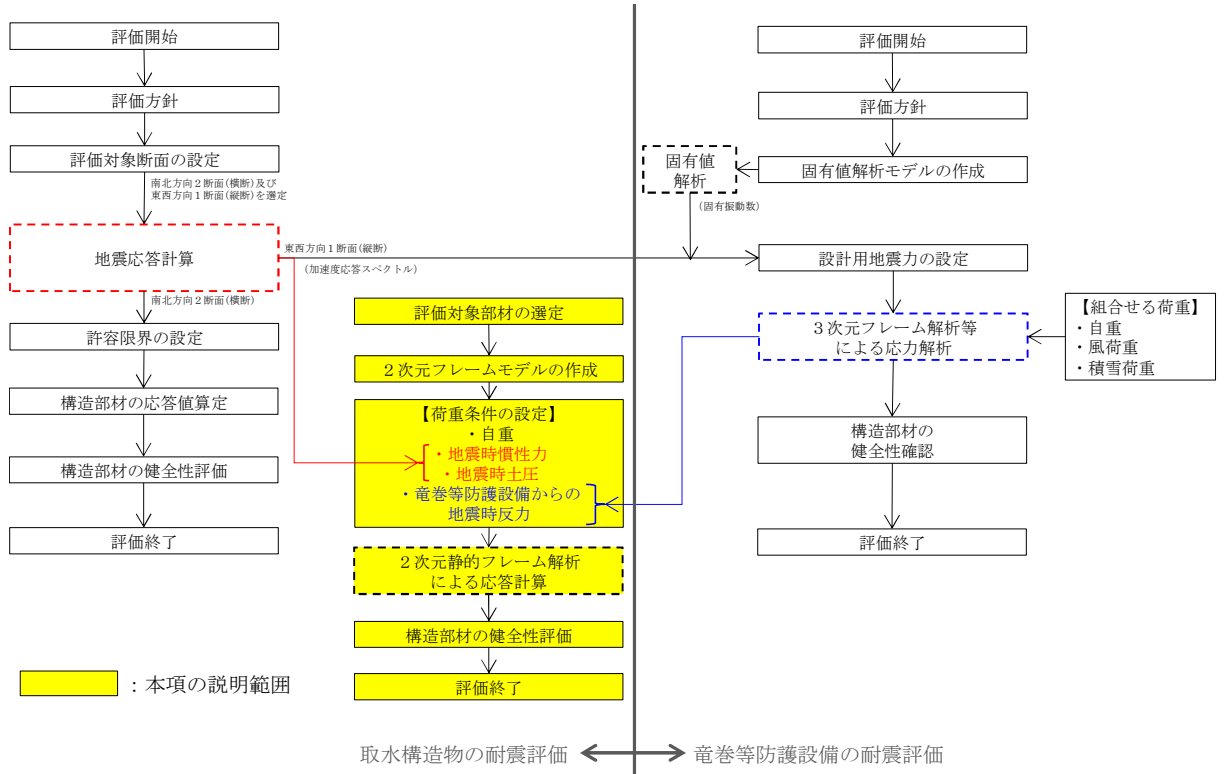 評価開始
評価方針
評価対象断面の設定
南北方向2断面(横断)及び
東西方向1断面(縦断)を選定
地震応答計算
南北方向2断面(横断)
許容限界の設定
構造部材の応答値算定
構造部材の健全性評価
評価終了
東西方向1断面(縦断)
(加速度応答スペクトル)
評価対象部材の選定
2次元フレームモデルの作成
【荷重条件の設定】
・自重
・地震時慣性力
・地震時土圧
・竜巻等防護設備からの
地震時反力
2次元静的フレーム解析
による応答計算
構造部材の健全性評価
評価終了
評価開始
評価方針
固有値解析モデルの作成
固有値
解析
(固有振動数)
設計用地震力の設定
3次元フレーム解析等
による応力解析
【組合せる荷重】
・自重
・風荷重
・積雪荷重
構造部材の
健全性確認
評価終了
:本項の説明範囲
取水構造物の耐震評価
竜巻等防護設備の耐震評価